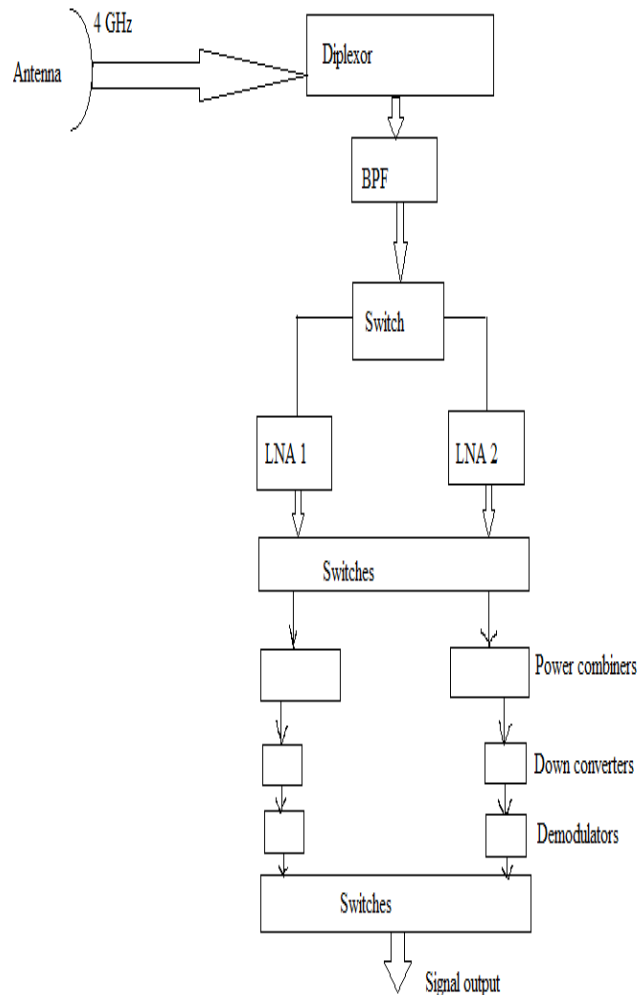 4 GHz
Antenna
Diplexor
BPF
Switch
LNA 1
LNA 2
Switches
Power combiners
Down converters
Demodulators
Switches
Signal output